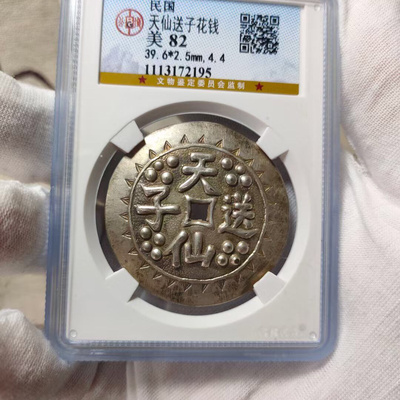 民国
天仙送子花钱
美 82
39.6*2.5mm,4.4
1113172195
文物鉴定委员会监制
天仙送子